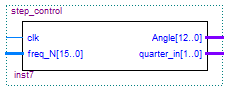 step_control
clk Angle[12..0]
freq_N[15..0] quarter_in[1..0]
inst7